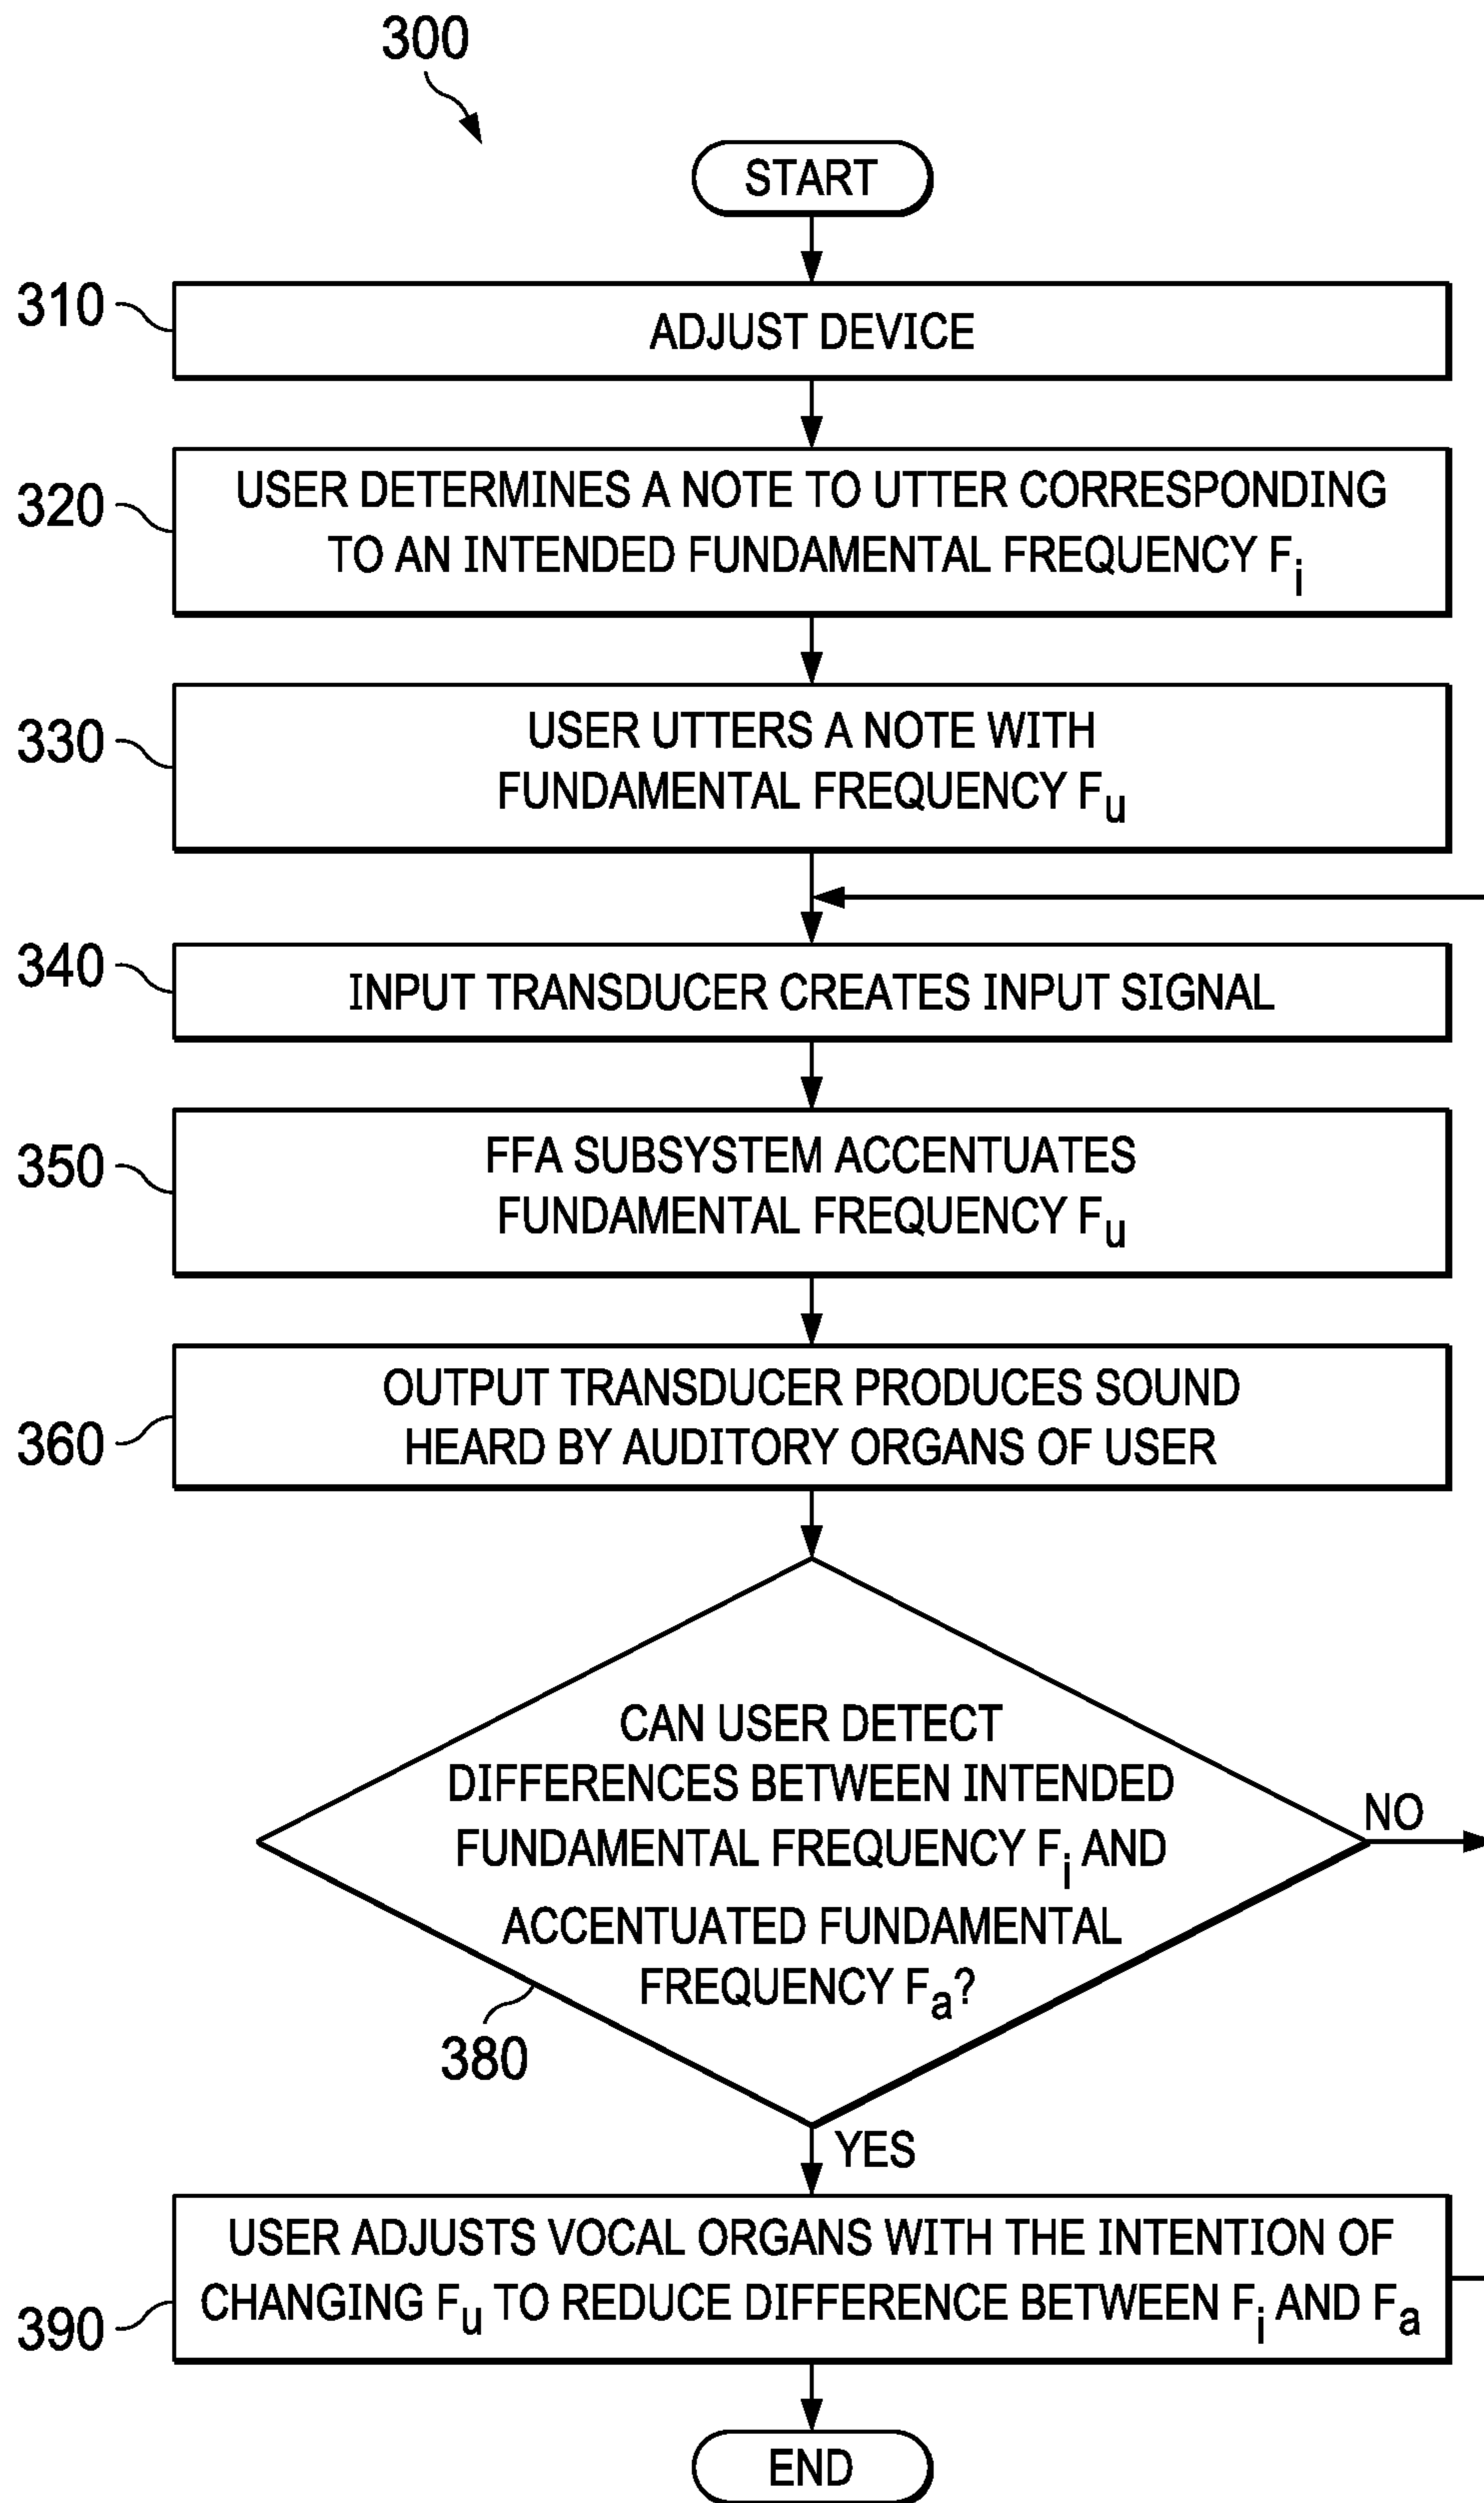 300
START
310
ADJUST DEVICE
320
USER DETERMINES A NOTE TO UTTER CORRESPONDING
TO AN INTENDED FUNDAMENTAL FREQUENCY Fi
330
USER UTTERS A NOTE WITH
FUNDAMENTAL FREQUENCY Fu
340
INPUT TRANSDUCER CREATES INPUT SIGNAL
350
FFA SUBSYSTEM ACCENTUATES
FUNDAMENTAL FREQUENCY Fu
360
OUTPUT TRANSDUCER PRODUCES SOUND
HEARD BY AUDITORY ORGANS OF USER
CAN USER DETECT
DIFFERENCES BETWEEN INTENDED
FUNDAMENTAL FREQUENCY Fi AND
ACCENTUATED FUNDAMENTAL
FREQUENCY Fa?
NO
380
YES
USER ADJUSTS VOCAL ORGANS WITH THE INTENTION OF
CHANGING Fu TO REDUCE DIFFERENCE BETWEEN Fi AND Fa
390
END